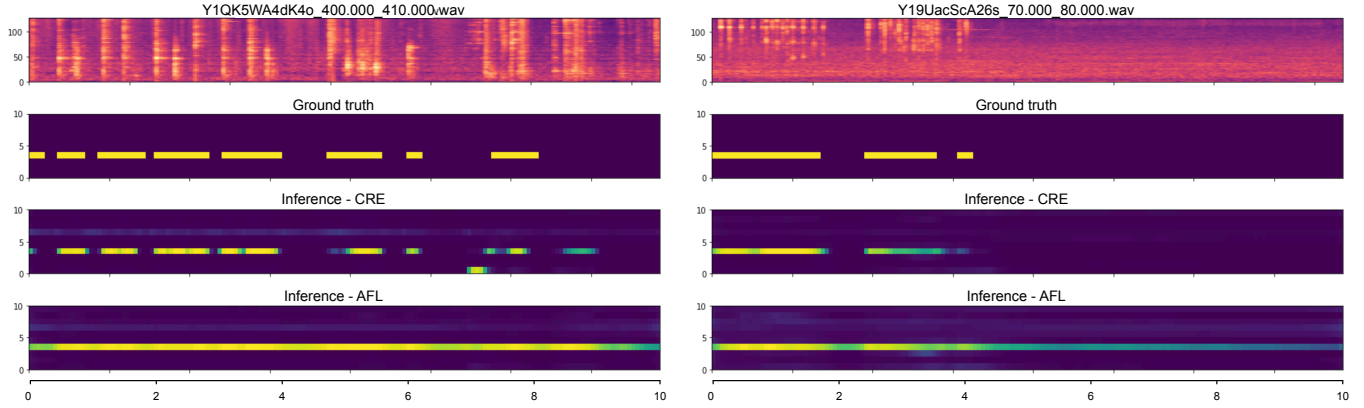 Y1QK5WA4dK4o_400.000_410.000.wav
100
50
0
Ground truth
10
5
0
Inference - CRE
10
5
0
Inference - AFL
10
5
0
0 2 4 6 8 10
Y19UacScA26s_70.000_80.000.wav
100
50
0
Ground truth
10
5
0
Inference - CRE
10
5
0
Inference - AFL
10
5
0
0 2 4 6 8 10